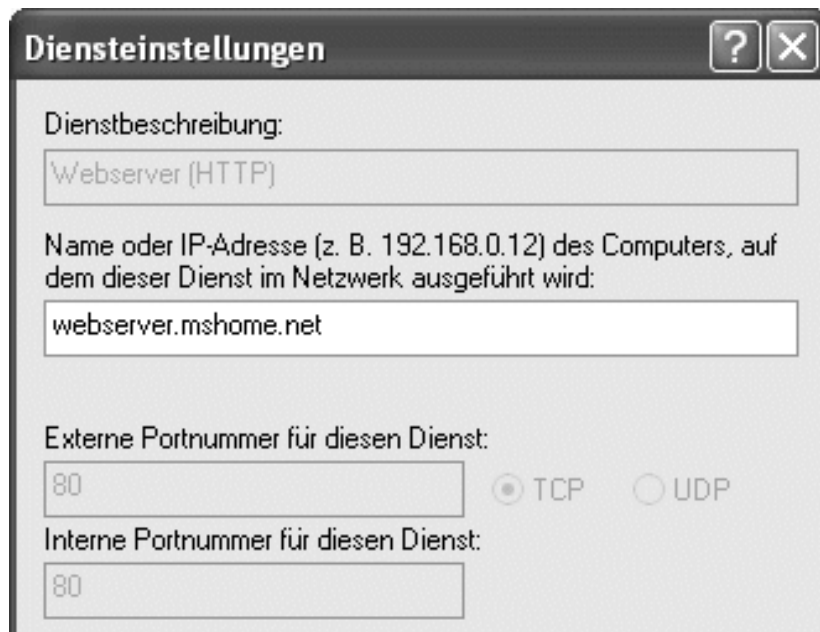 Diensteinstellungen
Dienstbeschreibung:
Webserver (HTTP)
Name oder IP-Adresse (z. B. 192.168.0.12) des Computers, auf
dem dieser Dienst im Netzwerk ausgeführt wird:
webserver.mshome.net
Externe Portnummer für diesen Dienst:
80 TCP UDP
Interne Portnummer für diesen Dienst:
80